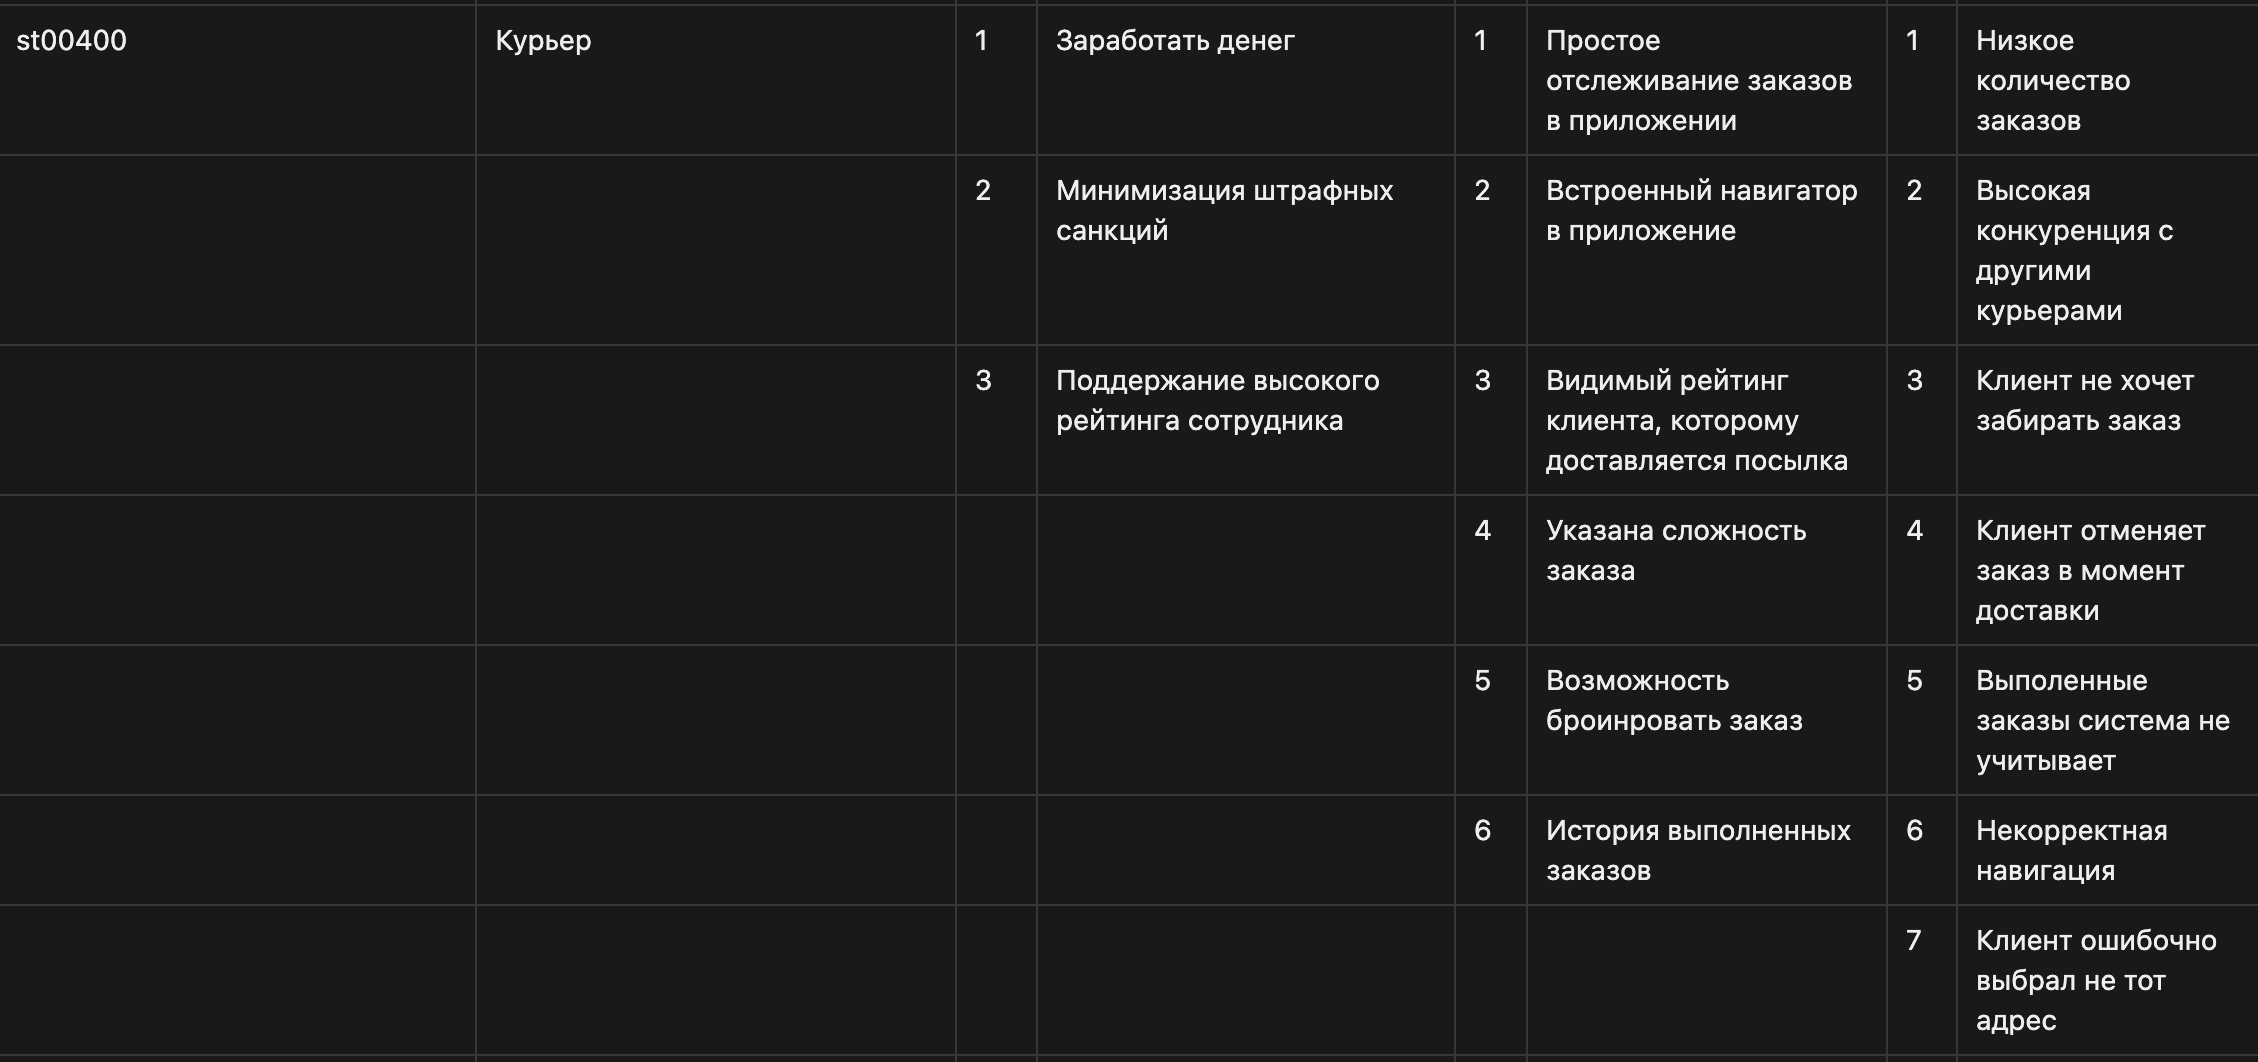 st00400
Курьер
1
Заработать денег
1
Простое
отслеживание заказов
в приложении
1
Низкое
количество
заказов
2
Минимизация штрафных
санкций
2
Встроенный навигатор
в приложение
2
Высокая
конкуренция с
другими
курьерами
3
Поддержание высокого
рейтинга сотрудника
3
Видимый рейтинг
клиента, которому
доставляется посылка
3
Клиент не хочет
забирать заказ
4
Указана сложность
заказа
4
Клиент отменяет
заказ в момент
доставки
5
Возможность
броинровать заказ
5
Выполенные
заказы система не
учитывает
6
История выполненных
заказов
6
Некорректная
навигация
7
Клиент ошибочно
выбрал не тот
адрес